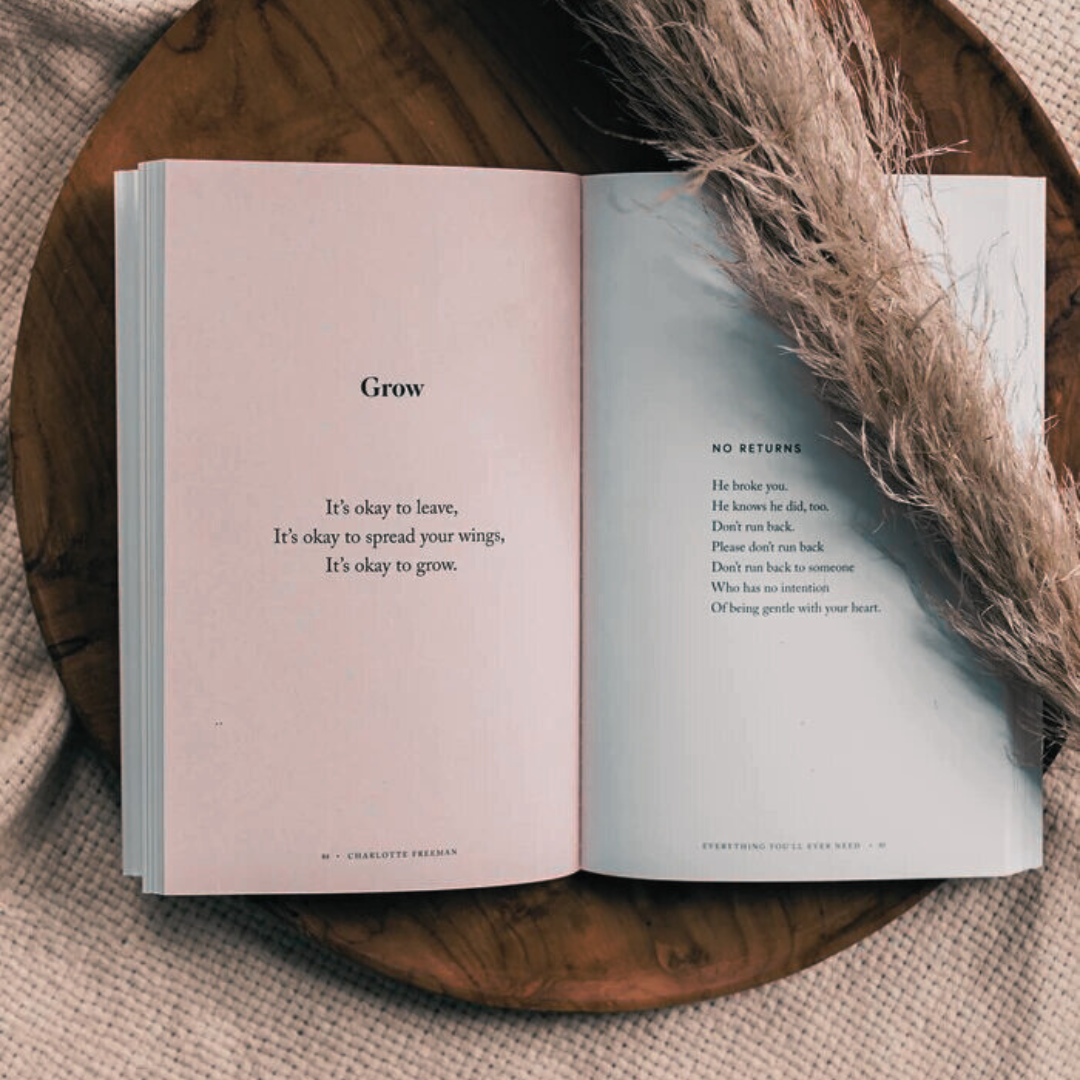 Grow
It's okay to leave,
It's okay to spread your wings,
It's okay to grow.
CHARLOTTE FREEMAN
NO RETURNS
He broke you.
He knows he did, too.
Don't run back.
Please don't run back
Don't run back to someone
Who has no intention
Of being gentle with your heart.
EVERYTHING YOU'LL EVER NEED •